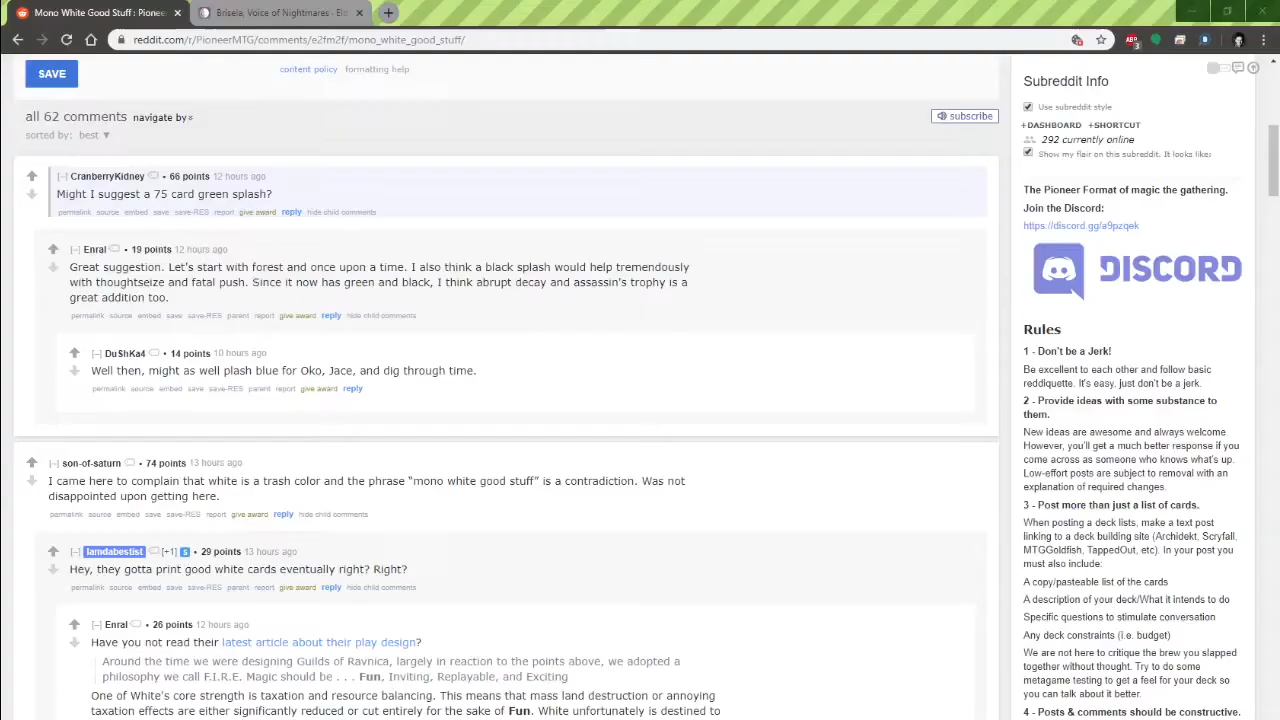 Mono White Good Stuff : Pioneer
Brisela, Voice of Nightmares - El
reddit.com/r/PioneerMTG/comments/e2fm2f/mono_white_good_stuff/
SAVE
content policy formatting help
all 62 comments navigate by
sorted by: best ▼
subscribe
[–] CranberryKidney • 66 points 12 hours ago
Might I suggest a 75 card green splash?
permalink source embed save save-RES report give award reply hide child comments
[–] Enral • 19 points 12 hours ago
Great suggestion. Let's start with forest and once upon a time. I also think a black splash would help tremendously
with thoughtseize and fatal push. Since it now has green and black, I think abrupt decay and assassin's trophy is a
great addition too.
permalink source embed save save-RES parent report give award reply hide child comments
[–] DuShKa4 • 14 points 10 hours ago
Well then, might as well plash blue for Oko, Jace, and dig through time.
permalink source embed save save-RES parent report give award reply
[–] son-of-saturn • 74 points 13 hours ago
I came here to complain that white is a trash color and the phrase “mono white good stuff” is a contradiction. Was not
disappointed upon getting here.
permalink source embed save save-RES report give award reply hide child comments
[–] Iamdabestist [+1] S • 29 points 13 hours ago
Hey, they gotta print good white cards eventually right? Right?
permalink source embed save save-RES parent report give award reply hide child comments
[–] Enral • 26 points 12 hours ago
Have you not read their latest article about their play design?
Around the time we were designing Guilds of Ravnica, largely in reaction to the points above, we adopted a
philosophy we call F.I.R.E. Magic should be . . . Fun, Inviting, Replayable, and Exciting
One of White's core strength is taxation and resource balancing. This means that mass land destruction or annoying
taxation effects are either significantly reduced or cut entirely for the sake of Fun. White unfortunately is destined to
Subreddit Info
Use subreddit style
+DASHBOARD +SHORTCUT
292 currently online
Show my flair on this subreddit. It looks like:
The Pioneer Format of magic the gathering.
Join the Discord:
https://discord.gg/a9pzqek
DISCORD
Rules
1 - Don't be a Jerk!
Be excellent to each other and follow basic
reddiquette. It's easy, just don't be a jerk.
2 - Provide ideas with some substance to
them.
New ideas are awesome and always welcome.
However, you'll get a much better response if you
come across as someone who knows what's up.
Low-effort posts are subject to removal with an
explanation of required changes.
3 - Post more than just a list of cards.
When posting a deck lists, make a text post
linking to a deck building site (Archidekt, Scryfall,
MTGGoldfish, TappedOut, etc). In your post you
must also include:
A copy/pasteable list of the cards
A description of your deck/What it intends to do
Specific questions to stimulate conversation
Any deck constraints (i.e. budget)
We are not here to critique the brew you slapped
together without thought. Try to do some
metagame testing to get a feel for your deck so
you can talk about it better.
4 - Posts & comments should be constructive.